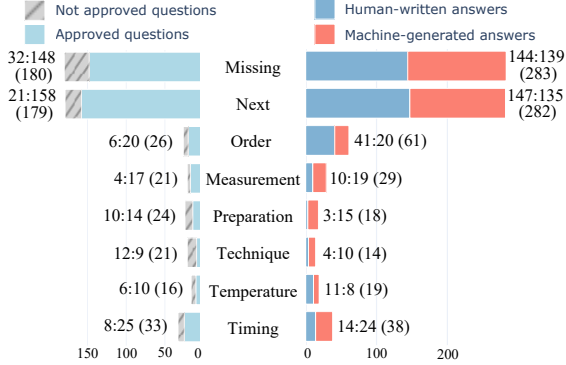 Not approved questions
Approved questions
Human-written answers
Machine-generated answers
32:148
(180)
Missing
144:139
(283)
21:158
(179)
Next
147:135
(282)
6:20 (26)
Order
41:20 (61)
4:17 (21)
Measurement
10:19 (29)
10:14 (24)
Preparation
3:15 (18)
12:9 (21)
Technique
4:10 (14)
6:10 (16)
Temperature
11:8 (19)
8:25 (33)
Timing
14:24 (38)
150 100 50 0
0 100 200